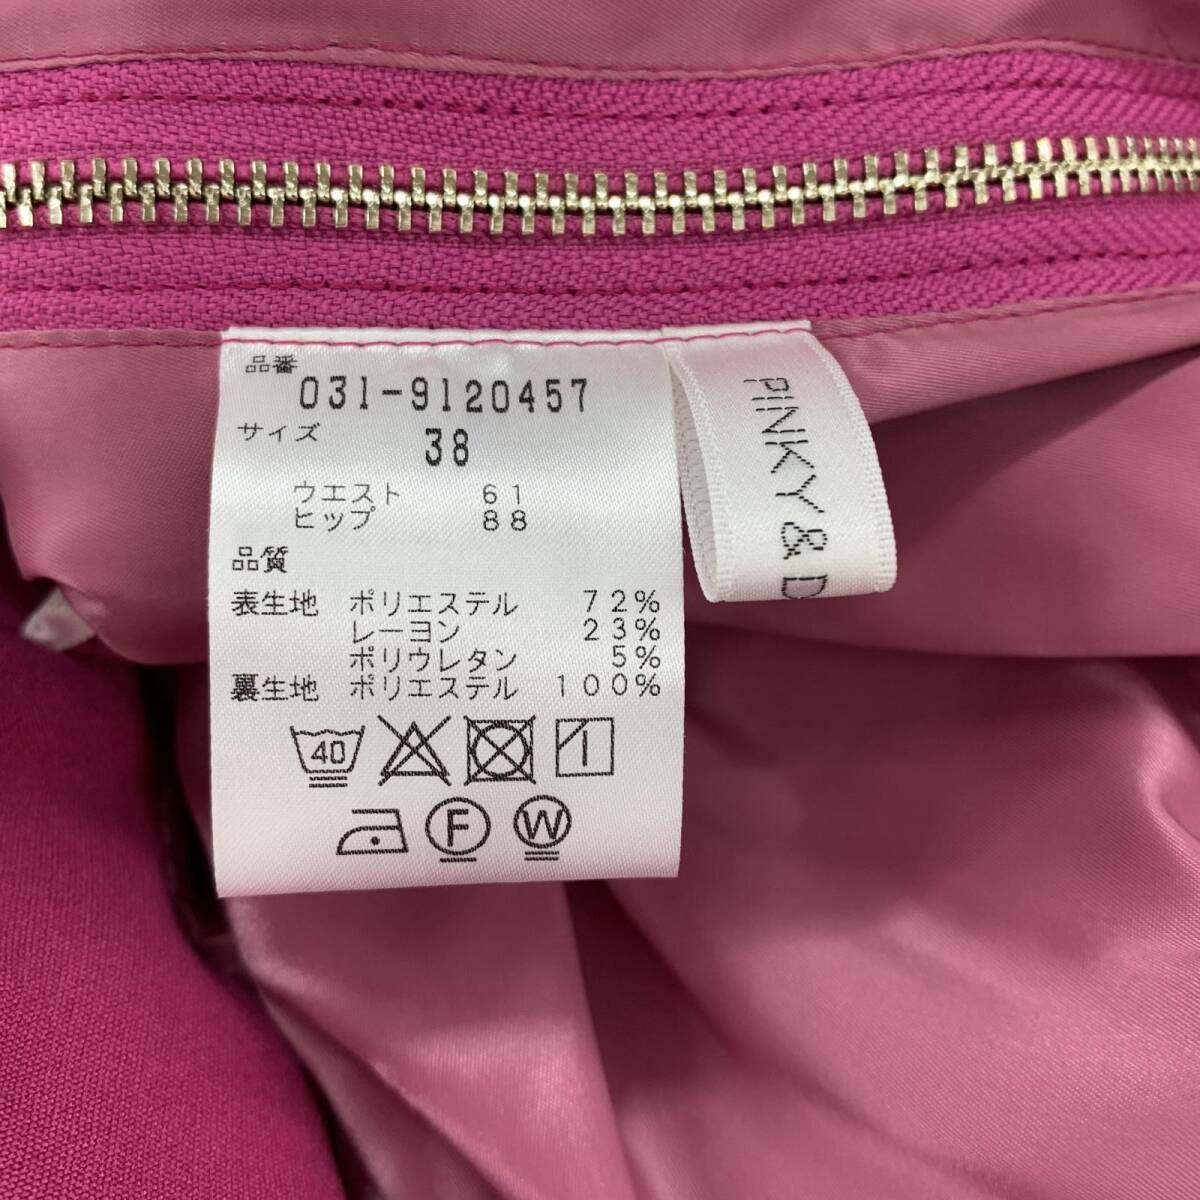 品番
031-9120457
サイズ
38
ウエスト 61
ヒップ 88
品質
表生地 ポリエステル 72%
レーヨン 23%
ポリウレタン 5%
裏生地 ポリエステル 100%
40
F W
PINKY & D